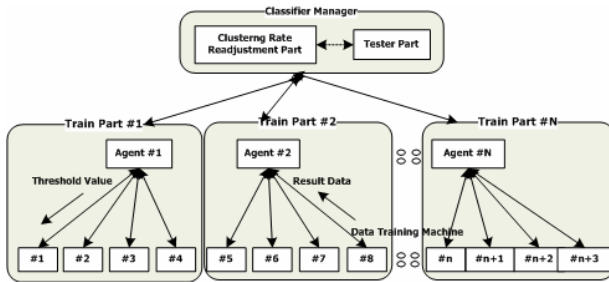 Classifier Manager
Clusterng Rate
Readjustment Part
Tester Part
Train Part #1
Train Part #2
Train Part #N
Agent #1
Agent #2
Agent #N
Threshold Value
Result Data
Data Training Machine
#1 #2 #3 #4 #5 #6 #7 #8 #n #n+1 #n+2 #n+3